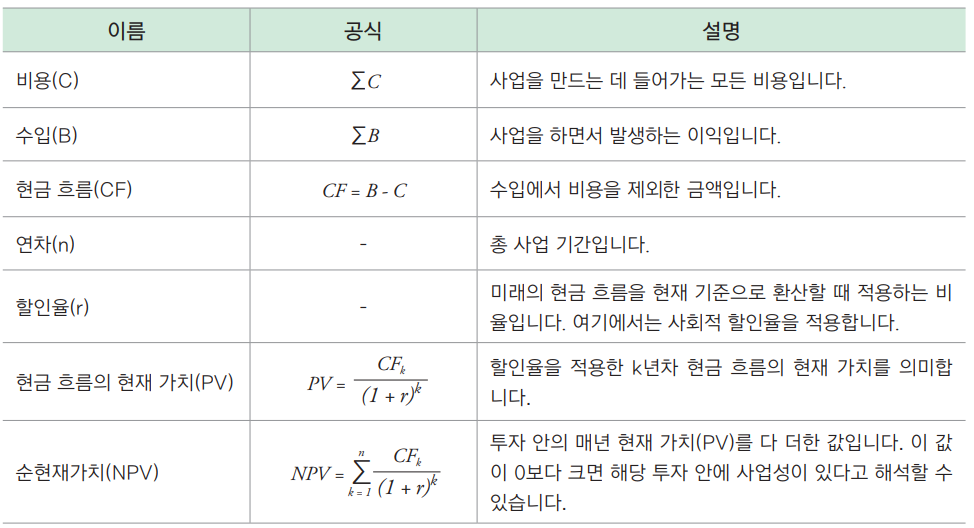 이름 공식 설명
비용(C) ∑C 사업을 만드는 데 들어가는 모든 비용입니다.
수입(B) ∑B 사업을 하면서 발생하는 이익입니다.
현금 흐름(CF) CF = B - C 수입에서 비용을 제외한 금액입니다.
연차(n) - 총 사업 기간입니다.
할인율(r) - 미래의 현금 흐름을 현재 기준으로 환산할 때 적용하는 비
율입니다. 여기에서는 사회적 할인율을 적용합니다.
현금 흐름의 현재 가치(PV) PV = CFₖ / (1 + r)ᵏ 할인율을 적용한 k년차 현금 흐름의 현재 가치를 의미합
니다.
순현재가치(NPV) NPV = ∑ⁿₖ₌₁ CFₖ / (1 + r)ᵏ 투자 안의 매년 현재 가치(PV)를 다 더한 값입니다. 이 값
이 0보다 크면 해당 투자 안에 사업성이 있다고 해석할 수
있습니다.